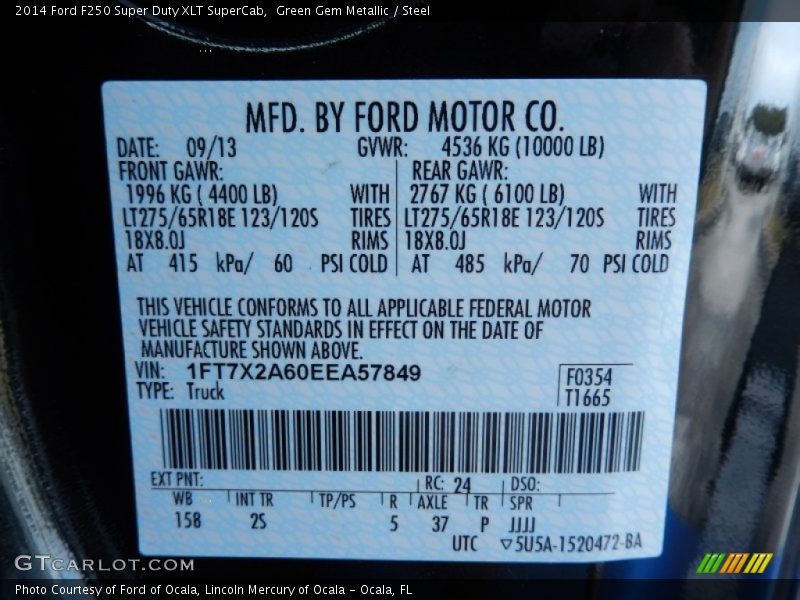 2014 Ford F250 Super Duty XLT SuperCab,  Green Gem Metallic / Steel
MFD. BY FORD MOTOR CO.
DATE: 09/13 GVWR: 4536 KG (10000 LB)
FRONT GAWR: REAR GAWR:
1996 KG ( 4400 LB) WITH 2767 KG ( 6100 LB) WITH
LT275/65R18E 123/120S TIRES LT275/65R18E 123/120S TIRES
18X8.0J RIMS 18X8.0J RIMS
AT 415 kPa/ 60 PSI COLD AT 485 kPa/ 70 PSI COLD
THIS VEHICLE CONFORMS TO ALL APPLICABLE FEDERAL MOTOR
VEHICLE SAFETY STANDARDS IN EFFECT ON THE DATE OF
MANUFACTURE SHOWN ABOVE.
VIN: 1FT7X2A60EEA57849
TYPE: Truck
F0354
T1665
EXT PNT: RC: 24 DSO:
WB INT TR TP/PS R AXLE TR SPR
158 2S 5 37 P JJJJ
UTC ▽5U5A-1520472-BA
GTCARLOT.COM
Photo Courtesy of Ford of Ocala, Lincoln Mercury of Ocala – Ocala, FL